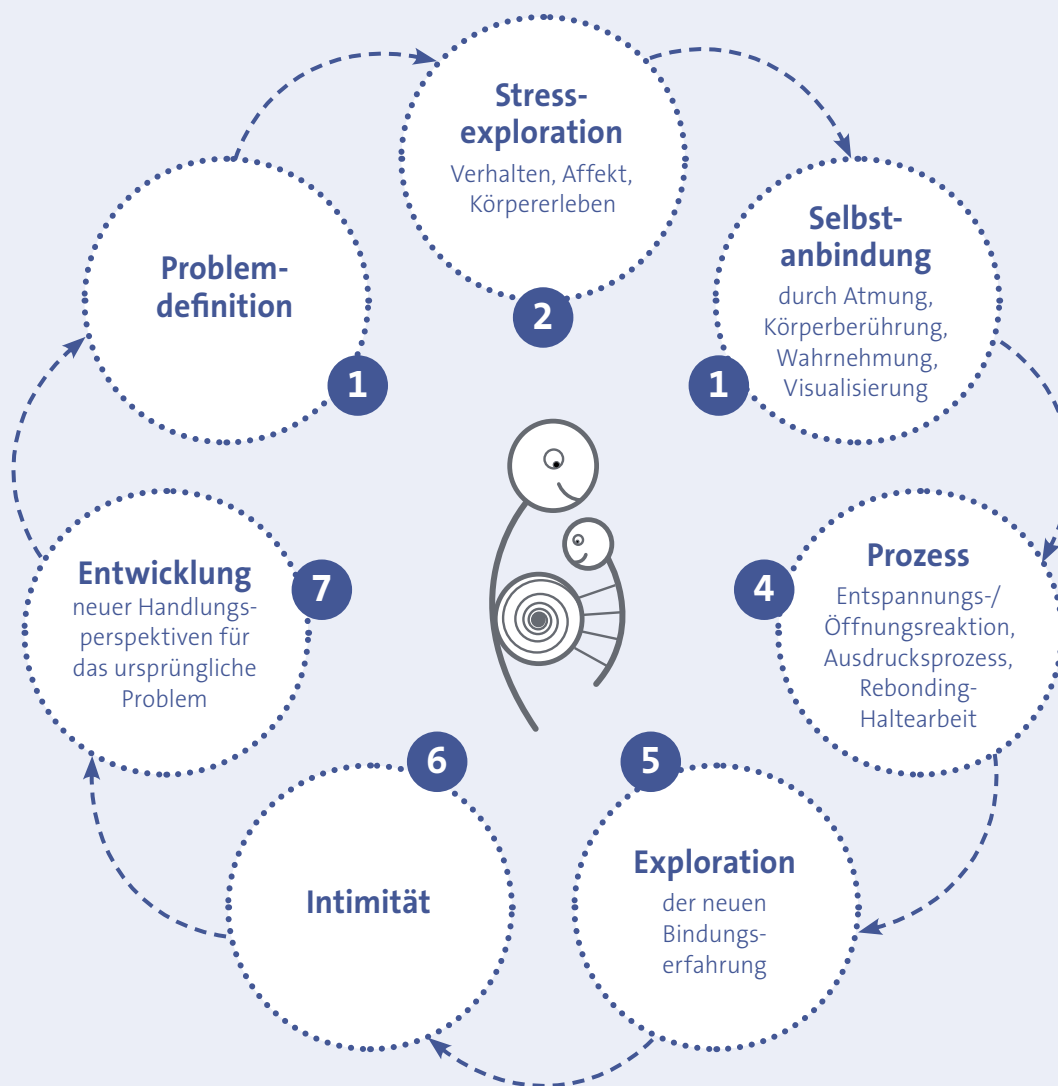 Problem-
definition
1
Stress-
exploration
Verhalten, Affekt,
Körpererleben
2
Selbst-
anbindung
durch Atmung,
Körperberührung,
Wahrnehmung,
Visualisierung
1
Prozess
Entspannungs-/
Öffnungsreaktion,
Ausdrucksprozess,
Rebonding-
Haltearbeit
4
Exploration
der neuen
Bindungs-
erfahrung
5
Intimität
6
Entwicklung
neuer Handlungs-
perspektiven für
das ursprüngliche
Problem
7